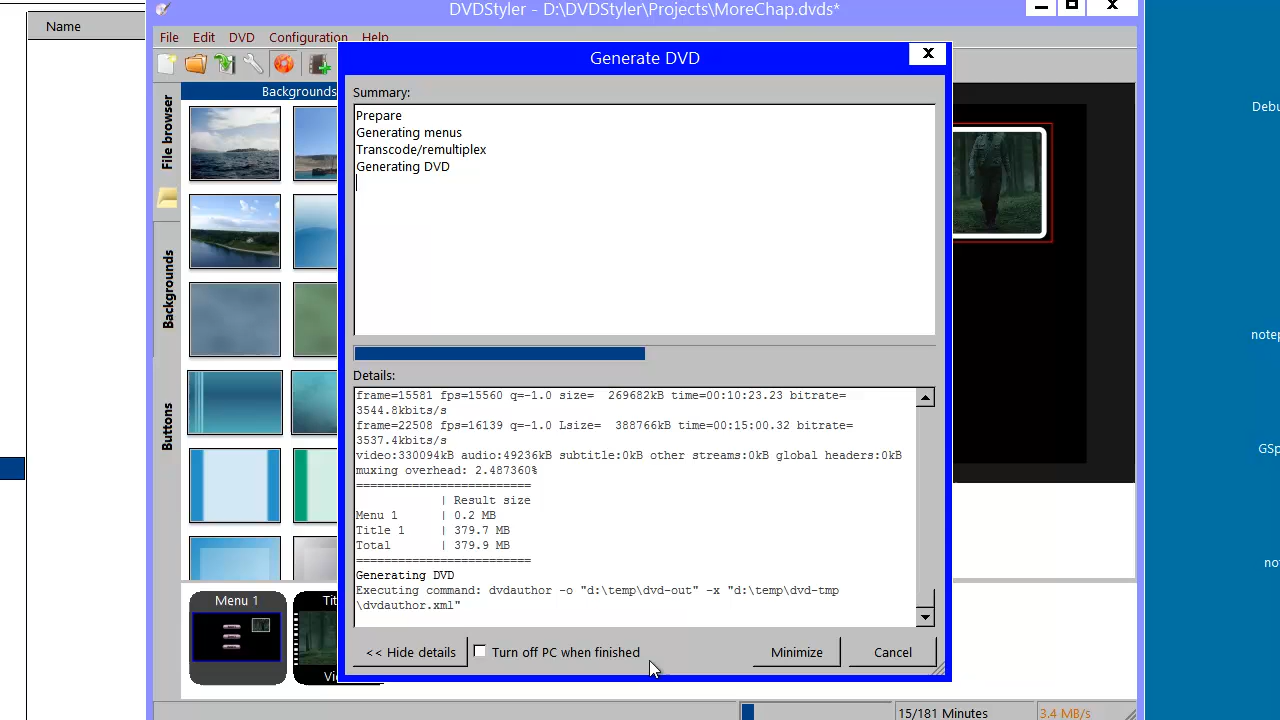 Name
DVDStyler - D:\DVDStyler\Projects\MoreChap.dvds*
File Edit DVD Configuration Help
File browser
Backgrounds
Buttons
Backgrounds
Generate DVD
X
Summary:
Prepare
Generating menus
Transcode/remultiplex
Generating DVD
Details:
frame=15581 fps=15560 q=-1.0 size= 269682kB time=00:10:23.23 bitrate=
3544.8kbits/s
frame=22508 fps=16139 q=-1.0 Lsize= 388766kB time=00:15:00.32 bitrate=
3537.4kbits/s
video:330094kB audio:49236kB subtitle:0kB other streams:0kB global headers:0kB
muxing overhead: 2.487360%
=========================
| Result size
Menu 1 | 0.2 MB
Title 1 | 379.7 MB
Total | 379.9 MB
=========================
Generating DVD
Executing command: dvdauthor -o "d:\temp\dvd-out" -x "d:\temp\dvd-tmp
\dvdauthor.xml"
<< Hide details
Turn off PC when finished
Minimize
Cancel
Menu 1
Tit
Vi
15/181 Minutes
3.4 MB/s
Debu
notep
GSp
not